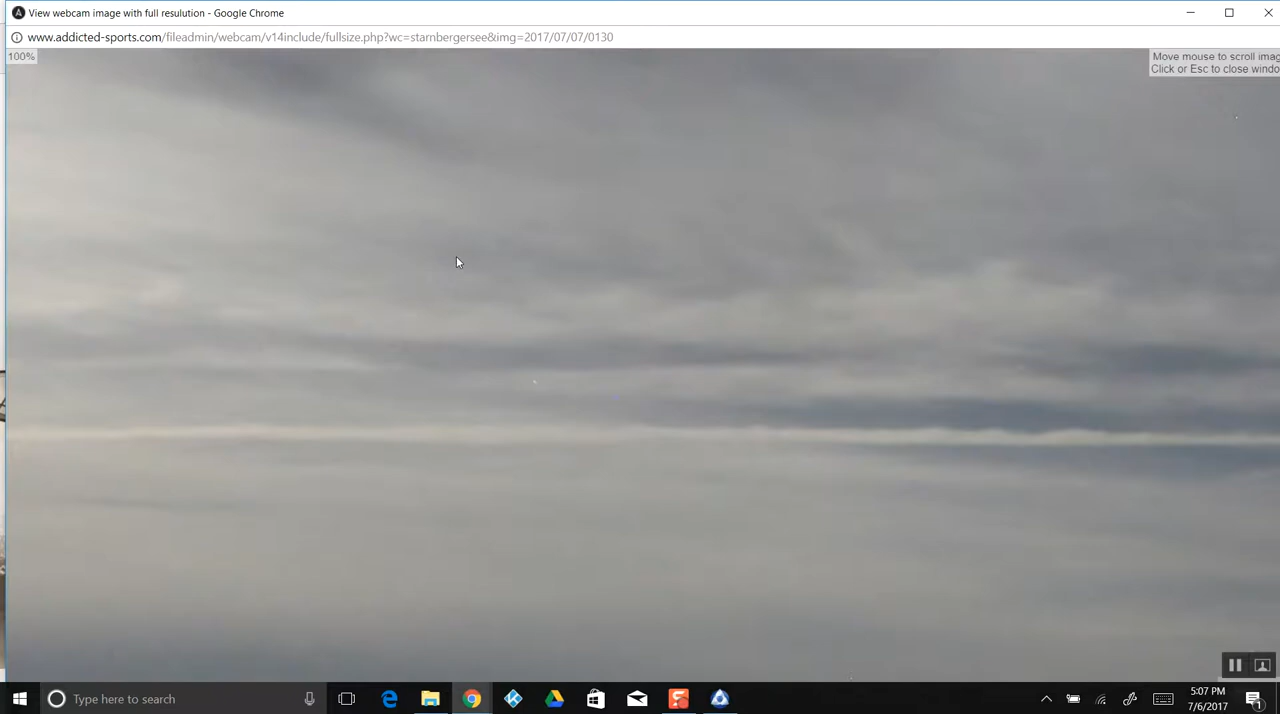 View webcam image with full resulution - Google Chrome
www.addicted-sports.com/fileadmin/webcam/v14include/fullsize.php?wc=starnbergersee&img=2017/07/07/0130
100%
Move mouse to scroll imag
Click or Esc to close windo
Type here to search
5:07 PM
7/6/2017
1